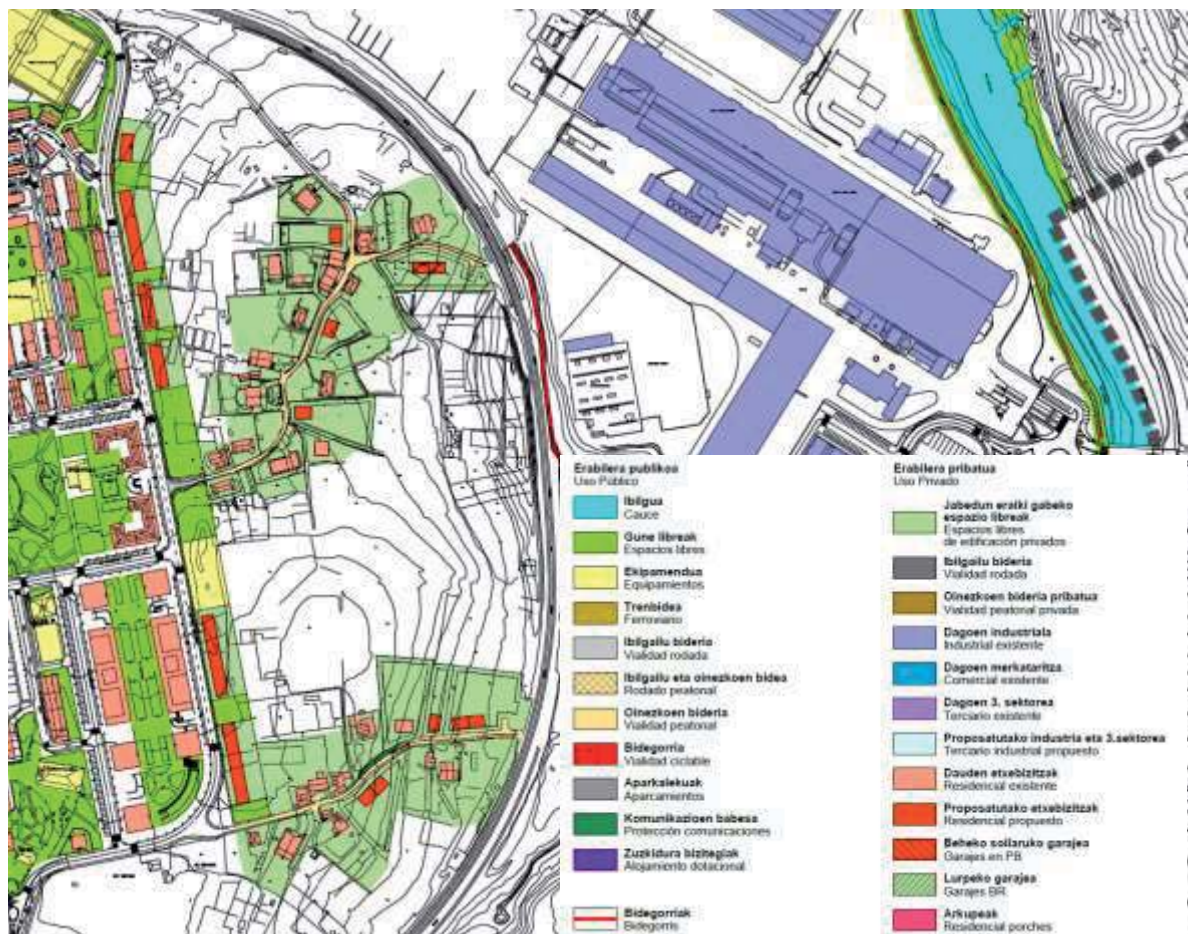 Erabilera publikoa
Uso Público
Ibilgua
Cauce
Gune libreak
Espacios libres
Ekipamendua
Equipamientos
Trenbidea
Ferroviario
Ibilgailu bideria
Vialidad rodada
Ibilgailu eta oinezkoen bidea
Rodado peatonal
Oinezkoen bideria
Vialidad peatonal
Bidegorria
Vialidad ciclable
Aparkalekuak
Aparcamientos
Komunikazioen babesa
Protección comunicaciones
Zuzkidura bizitegiak
Alojamiento dotacional
Bidegorriak
Bidegorris
Erabilera pribatua
Uso Privado
Jabedun eraiki gabeko
espazio libreak
Espacios libres
de edificación privados
Ibilgailu bideria
Vialidad rodada
Oinezkoen bideria pribatua
Vialidad peatonal privada
Dagoen industriala
Industrial existente
Dagoen merkataritza
Comercial existente
Dagoen 3. sektorea
Terciario existente
Proposatutako industria eta 3.sektorea
Terciario industrial propuesto
Dauden etxebizitzak
Residencial existente
Proposatutako etxebizitzak
Residencial propuesto
Beheko soilaruko garajea
Garajes en PB
Lurpeko garajea
Garajes BR
Arkupeak
Residencial porches